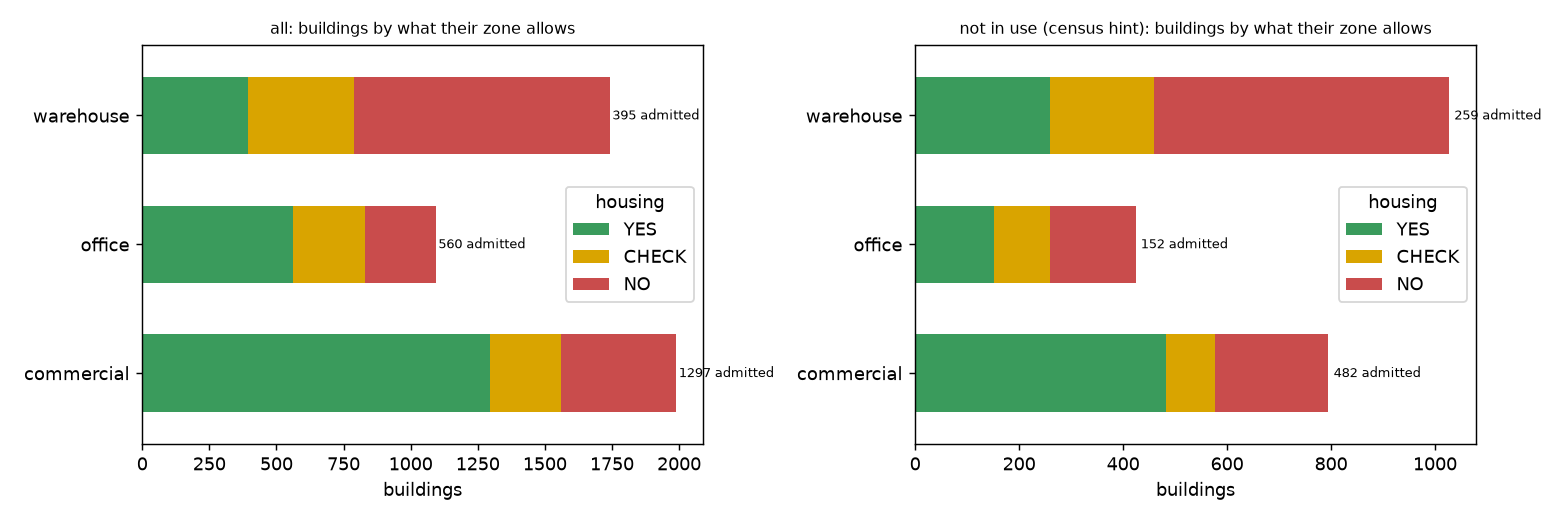 all: buildings by what their zone allows
warehouse
395 admitted
office
560 admitted
commercial
1297 admitted
housing
YES
CHECK
NO
0 250 500 750 1000 1250 1500 1750 2000
buildings
not in use (census hint): buildings by what their zone allows
warehouse
259 admitted
office
152 admitted
commercial
482 admitted
housing
YES
CHECK
NO
0 200 400 600 800 1000
buildings